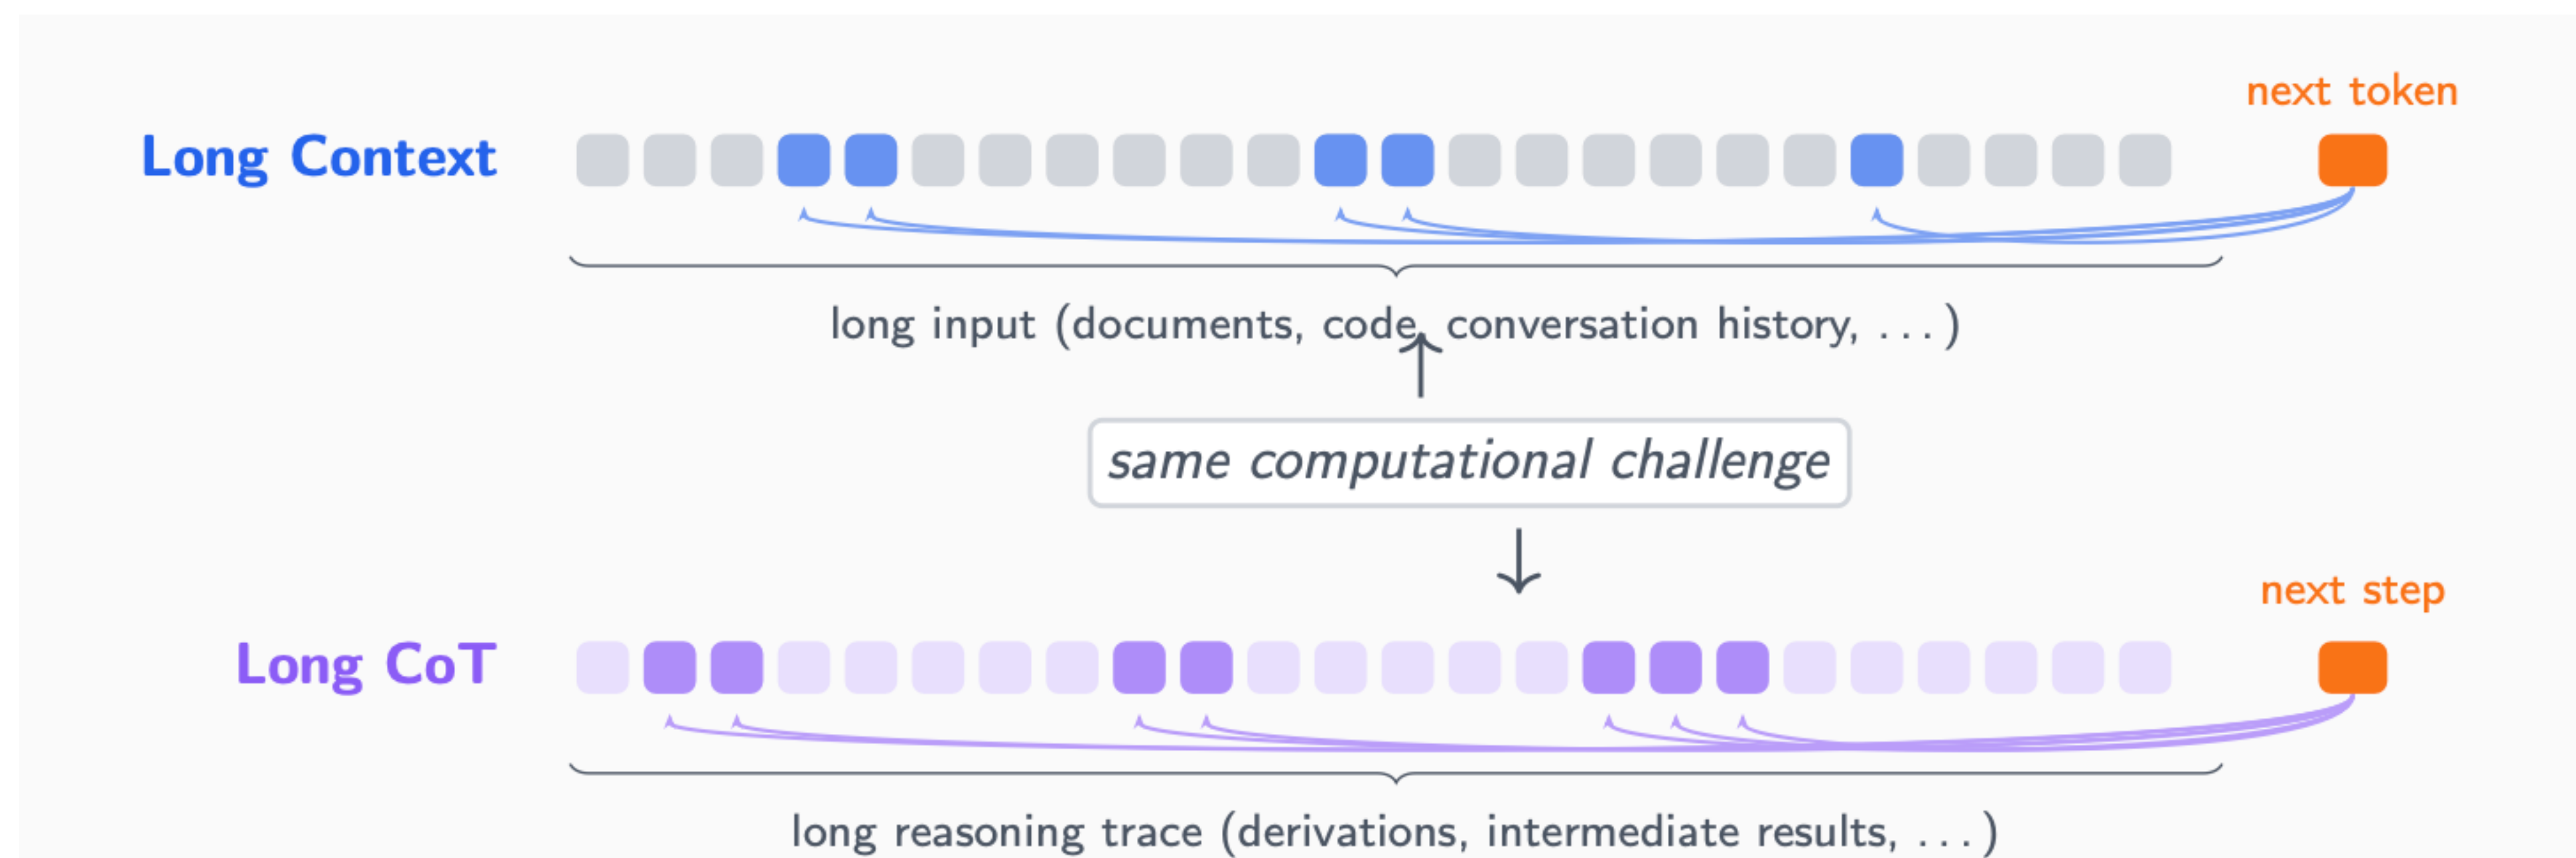 next token
Long Context
long input (documents, code, conversation history, ...)
same computational challenge
next step
Long CoT
long reasoning trace (derivations, intermediate results, ...)